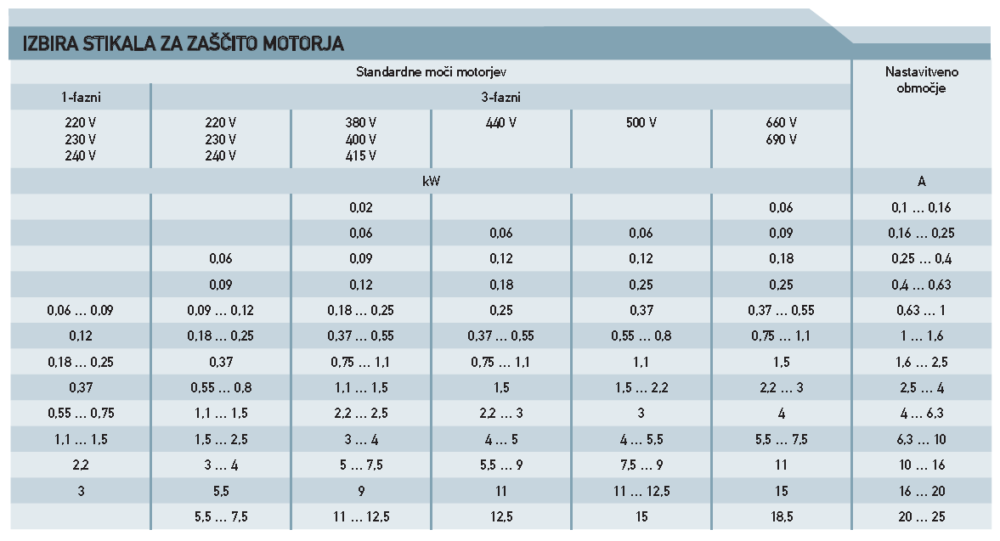 IZBIRA STIKALA ZA ZAŠČITO MOTORJA
Standardne moči motorjev Nastavitveno območje
1-fazni 3-fazni
220 V 220 V 380 V 440 V 500 V 660 V
230 V 230 V 400 V 690 V
240 V 240 V 415 V
kW A
0,02 0,06 0,1 ... 0,16
0,06 0,06 0,06 0,09 0,16 ... 0,25
0,06 0,09 0,12 0,12 0,18 0,25 ... 0,4
0,09 0,12 0,18 0,25 0,25 0,4 ... 0,63
0,06 ... 0,09 0,09 ... 0,12 0,18 ... 0,25 0,25 0,37 0,37 ... 0,55 0,63 ... 1
0,12 0,18 ... 0,25 0,37 ... 0,55 0,37 ... 0,55 0,55 ... 0,8 0,75 ... 1,1 1 ... 1,6
0,18 ... 0,25 0,37 0,75 ... 1,1 0,75 ... 1,1 1,1 1,5 1,6 ... 2,5
0,37 0,55 ... 0,8 1,1 ... 1,5 1,5 1,5 ... 2,2 2,2 ... 3 2,5 ... 4
0,55 ... 0,75 1,1 ... 1,5 2,2 ... 2,5 2,2 ... 3 3 4 4 ... 6,3
1,1 ... 1,5 1,5 ... 2,5 3 ... 4 4 ... 5 4 ... 5,5 5,5 ... 7,5 6,3 ... 10
2,2 3 ... 4 5 ... 7,5 5,5 ... 9 7,5 ... 9 11 10 ... 16
3 5,5 9 11 11 ... 12,5 15 16 ... 20
5,5 ... 7,5 11 ... 12,5 12,5 15 18,5 20 ... 25